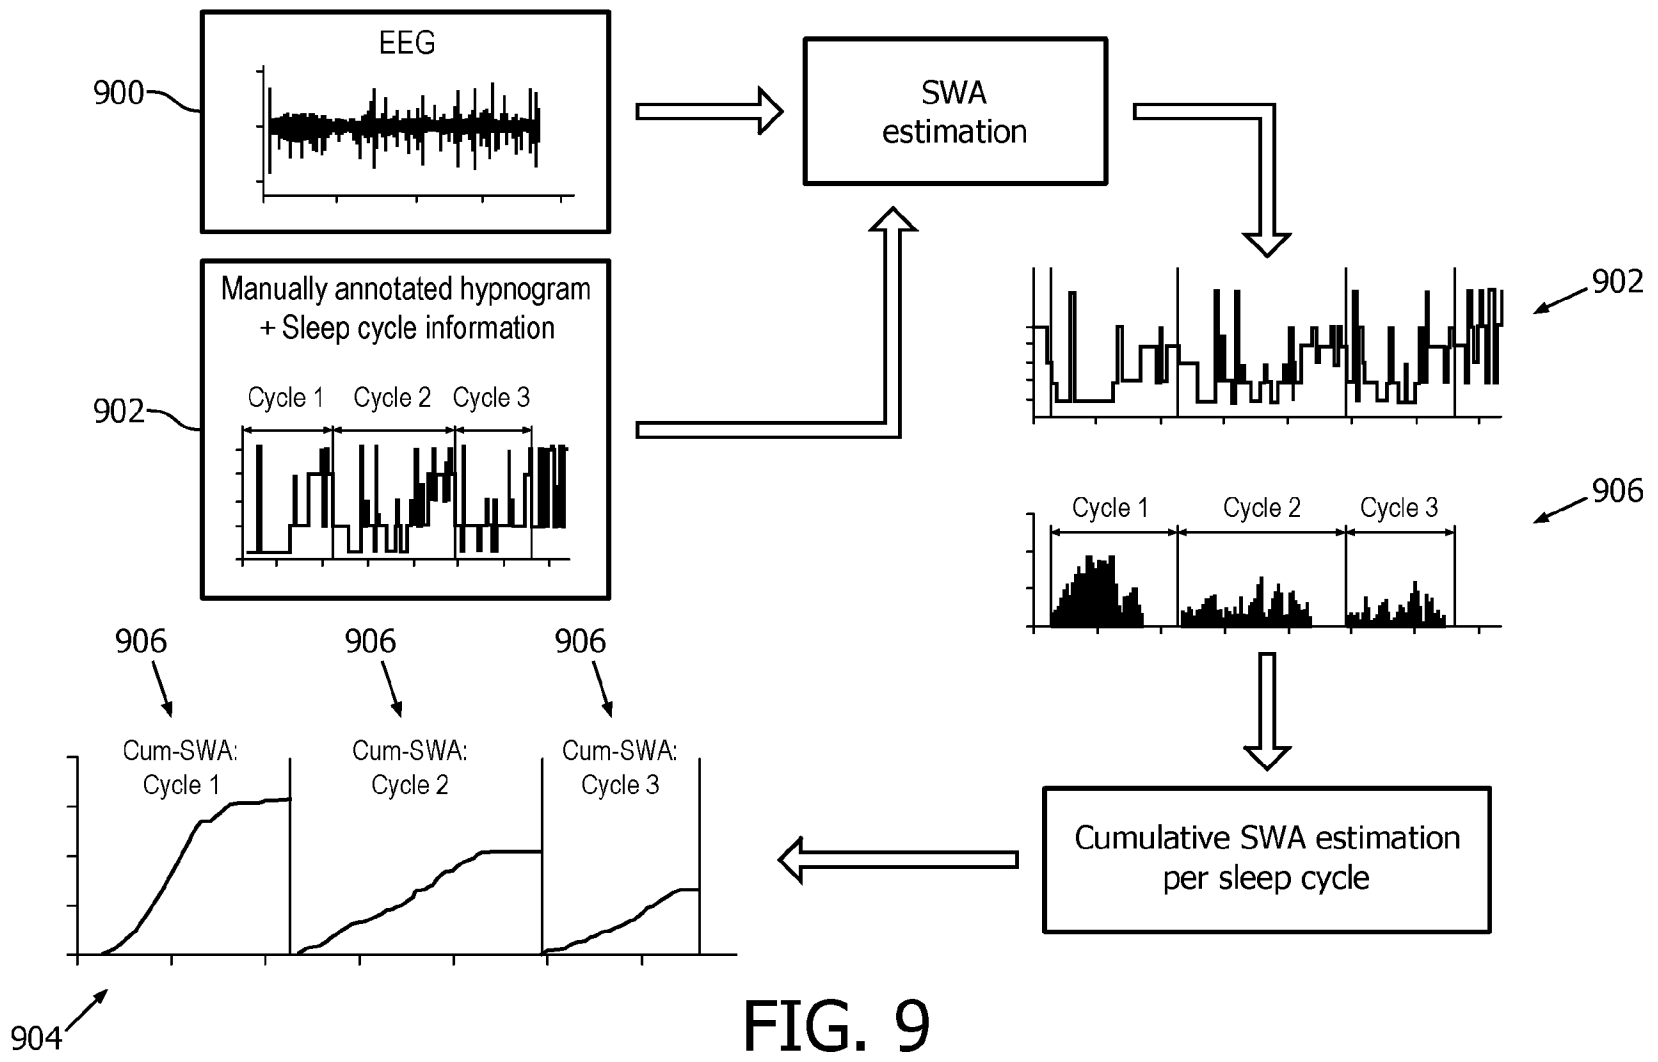 EEG
900
SWA
estimation
Manually annotated hypnogram
+ Sleep cycle information
902
Cycle 1
Cycle 2
Cycle 3
902
906
Cycle 1
Cycle 2
Cycle 3
906
906
906
Cum-SWA:
Cycle 1
Cum-SWA:
Cycle 2
Cum-SWA:
Cycle 3
Cumulative SWA estimation
per sleep cycle
904
FIG. 9